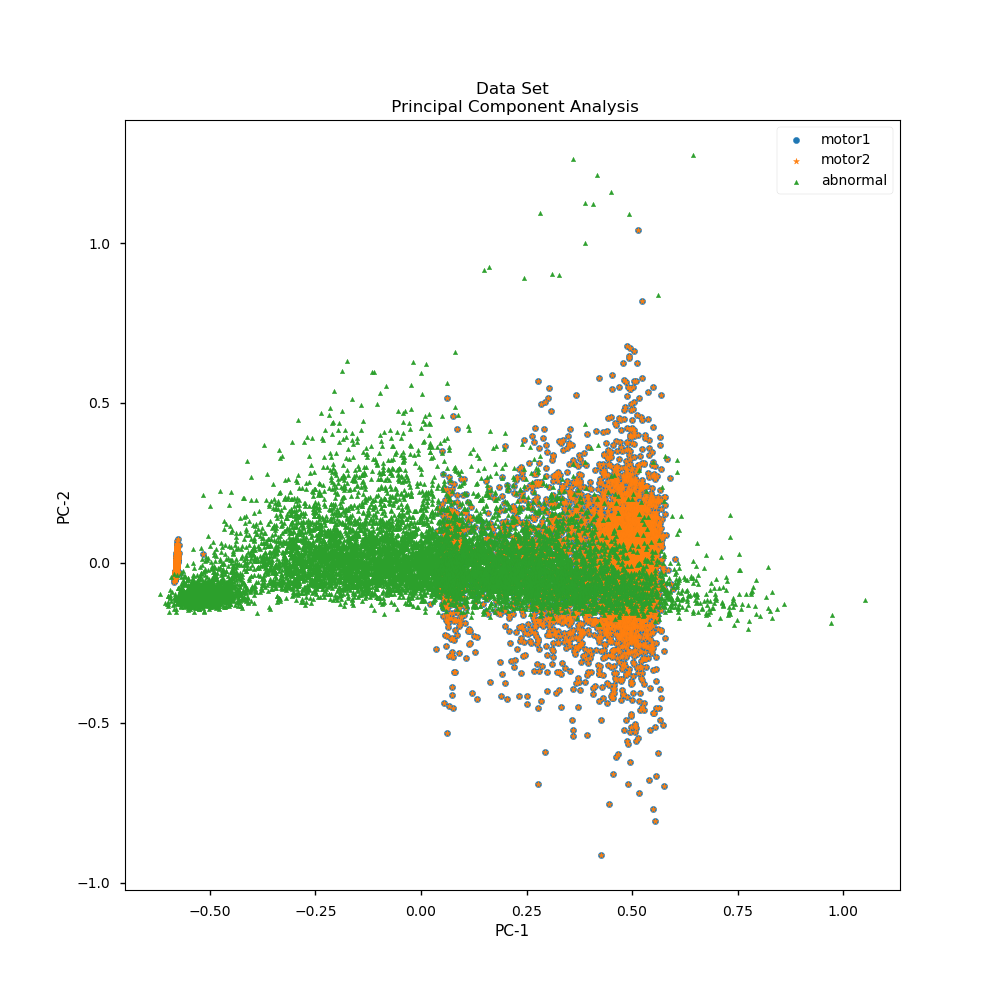 Data Set
Principal Component Analysis
motor1
motor2
abnormal
PC-2
1.0
0.5
0.0
−0.5
−1.0
−0.50
−0.25
0.00
0.25
0.50
0.75
1.00
PC-1